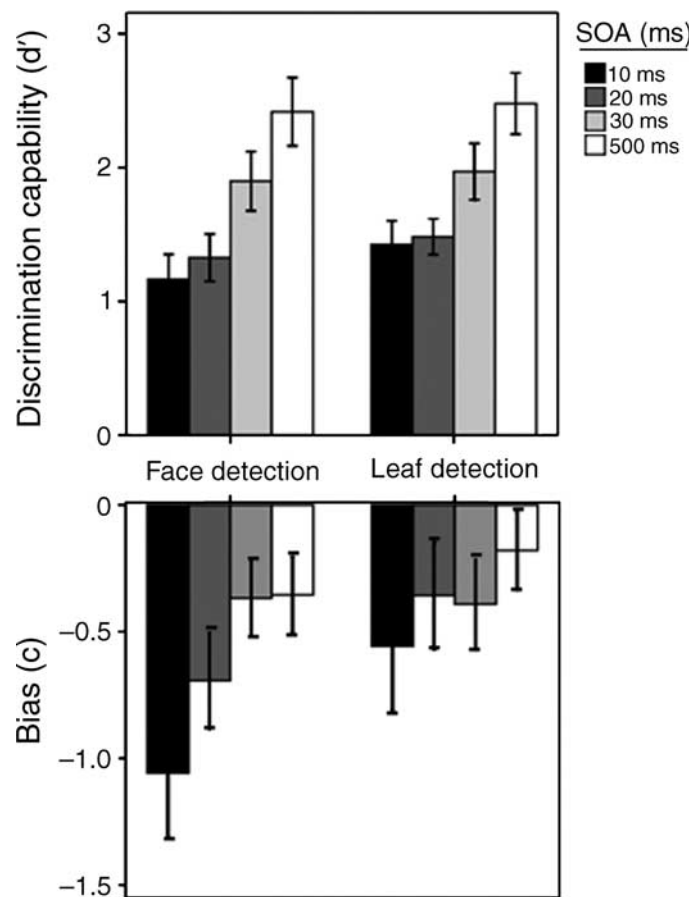 SOA (ms)
10 ms
20 ms
30 ms
500 ms
Discrimination capability (d′)
3
2
1
0
Face detection
Leaf detection
Bias (c)
0
−0.5
−1.0
−1.5